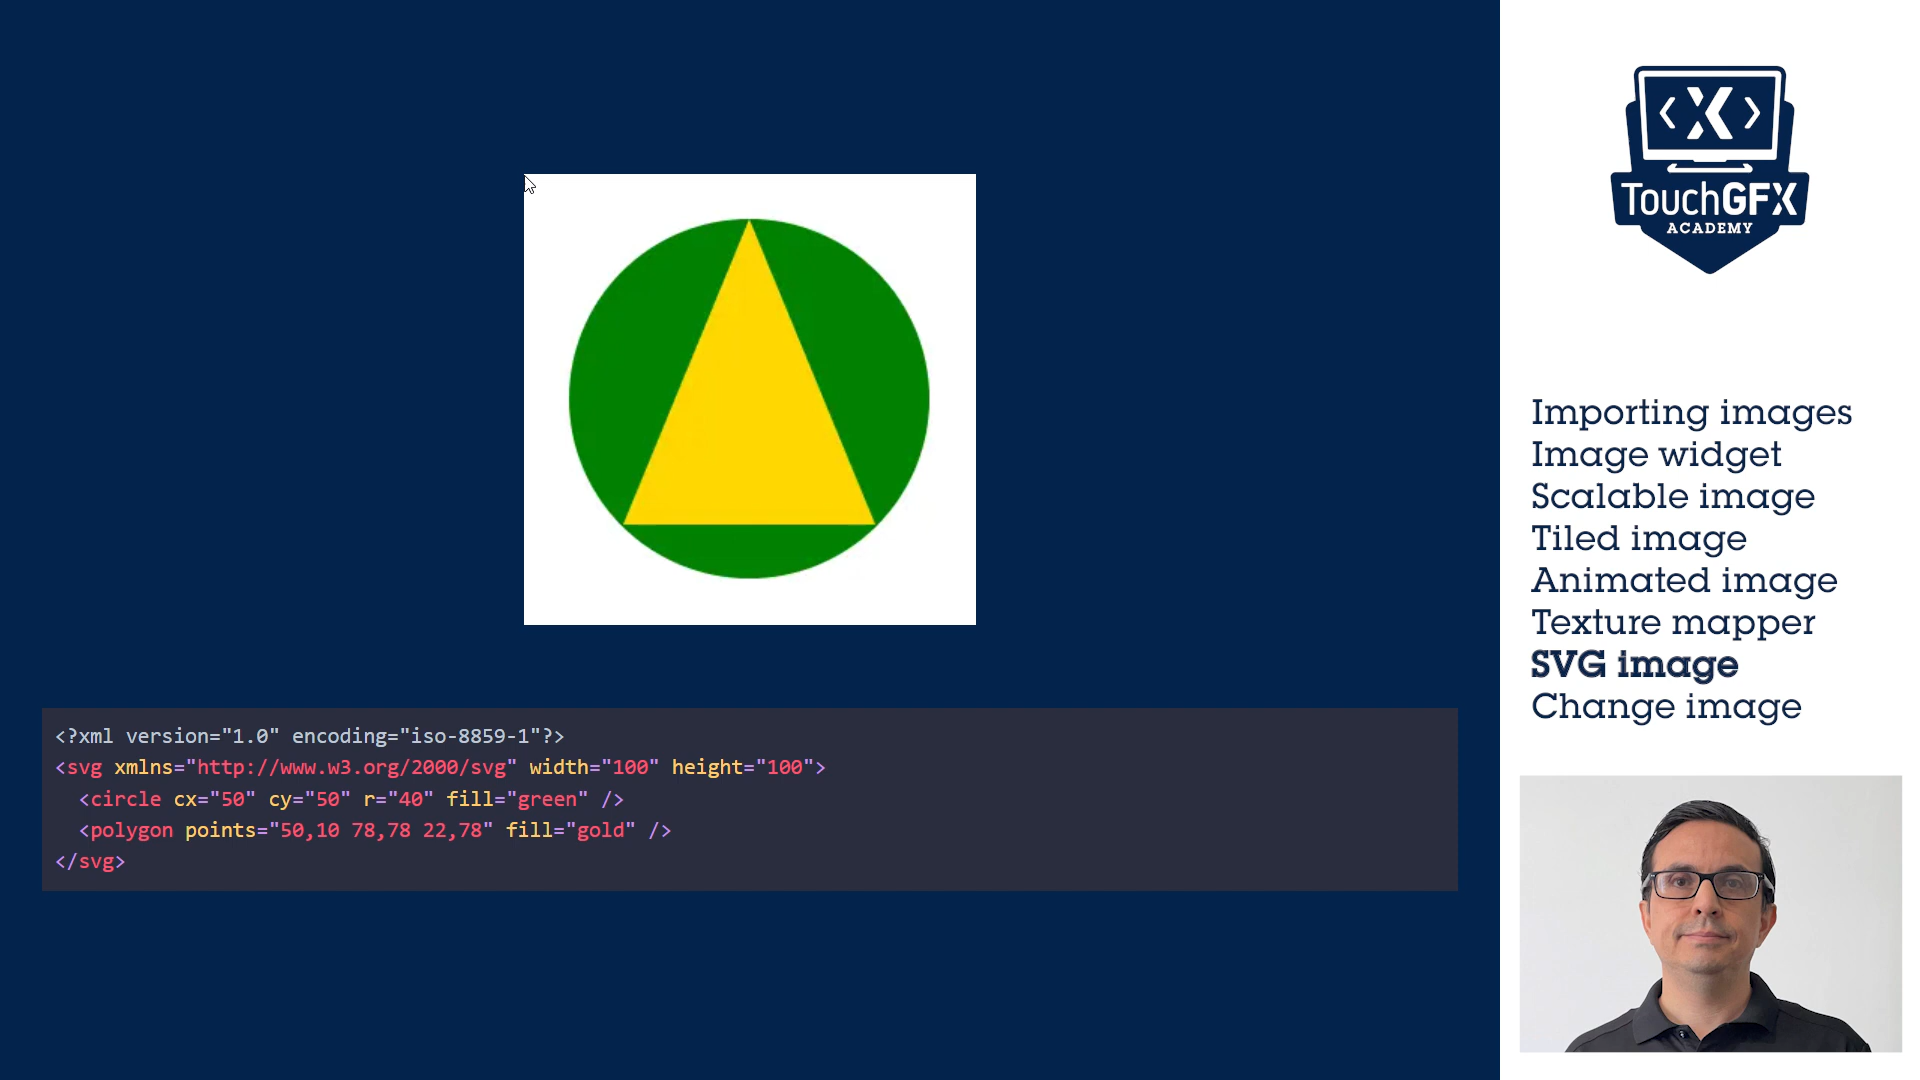 TouchGFX
ACADEMY
Importing images
Image widget
Scalable image
Tiled image
Animated image
Texture mapper
SVG image
Change image
<?xml version="1.0" encoding="iso-8859-1"?>
<svg xmlns="http://www.w3.org/2000/svg" width="100" height="100">
  <circle cx="50" cy="50" r="40" fill="green" />
  <polygon points="50,10 78,78 22,78" fill="gold" />
</svg>